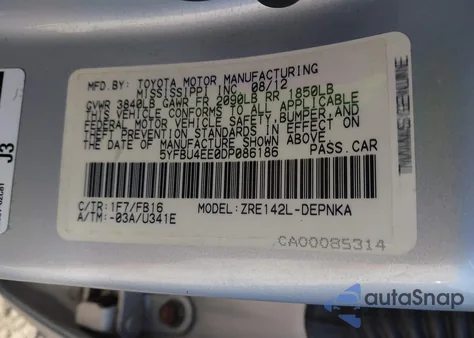 MFD.BY: TOYOTA MOTOR MANUFACTURING
MISSISSIPPI INC. 08/12
GVWR 3840LB GAWR FR 2090LB RR 1850LB
THIS VEHICLE CONFORMS TO ALL APPLICABLE
FEDERAL MOTOR VEHICLE SAFETY, BUMPER, AND
THEFT PREVENTION STANDARDS IN EFFECT ON
THE DATE OF MANUFACTURE SHOWN ABOVE.
5YFBU4EE0DP086186 PASS.CAR
C/TR:1F7/FB16 MODEL:ZRE142L-DEPNKA
A/TM:-03A/U341E
CA00085314
J3
autoSnap